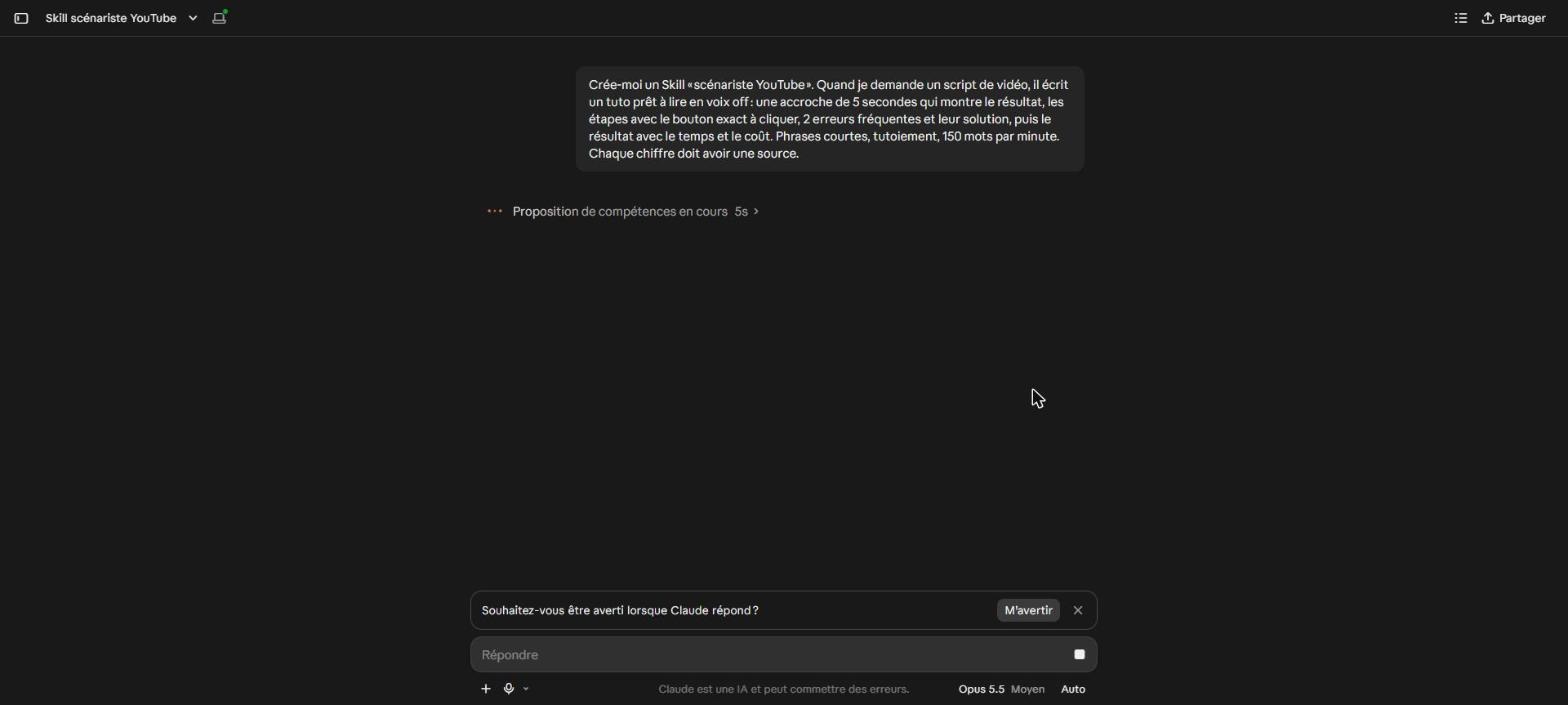 Skill scénariste YouTube
Partager
Crée-moi un Skill «scénariste YouTube». Quand je demande un script de vidéo, il écrit
un tuto prêt à lire en voix off : une accroche de 5 secondes qui montre le résultat, les
étapes avec le bouton exact à cliquer, 2 erreurs fréquentes et leur solution, puis le
résultat avec le temps et le coût. Phrases courtes, tutoiement, 150 mots par minute.
Chaque chiffre doit avoir une source.
Proposition de compétences en cours 5s
Souhaitez-vous être averti lorsque Claude répond ?
M'avertir
Répondre
Claude est une IA et peut commettre des erreurs.
Opus 5.5 Moyen Auto